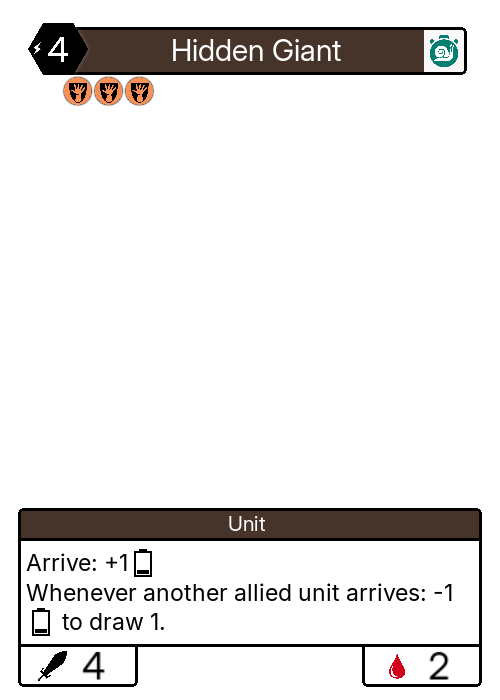 4
Hidden Giant
Unit
Arrive: +1
Whenever another allied unit arrives: -1
to draw 1.
4
2